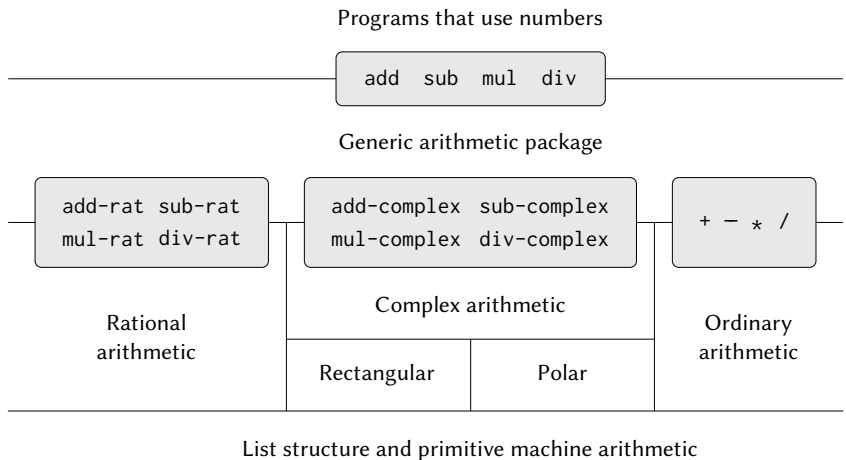 Programs that use numbers
add sub mul div
Generic arithmetic package
add-rat sub-rat
mul-rat div-rat
add-complex sub-complex
mul-complex div-complex
+ − * /
Rational
arithmetic
Complex arithmetic
Rectangular
Polar
Ordinary
arithmetic
List structure and primitive machine arithmetic